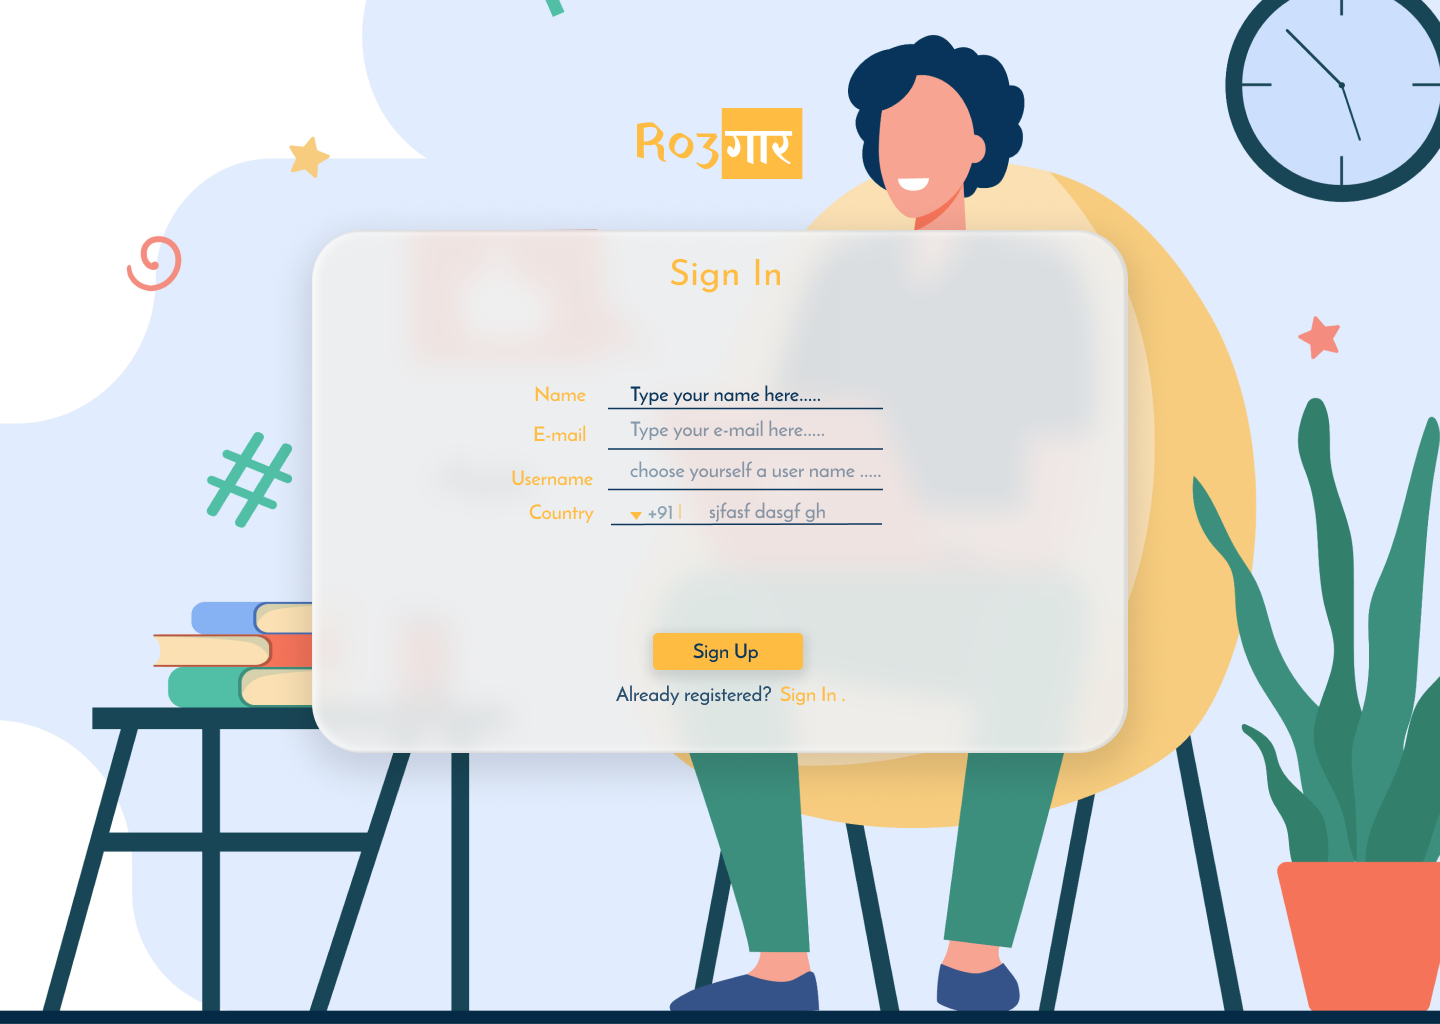 Roзगार
Sign In
Name Type your name here.....
E-mail Type your e-mail here.....
Username choose yourself a user name .....
Country +91 | sjfasf dasgf gh
Sign Up
Already registered? Sign In .